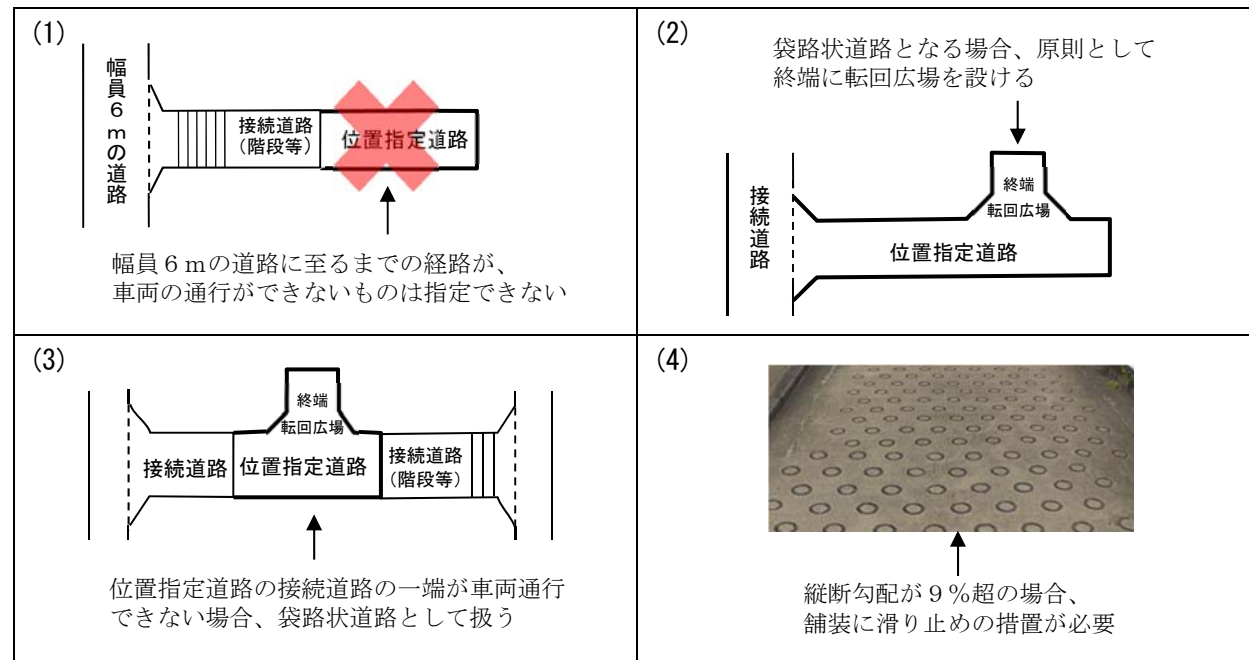 (1)
幅員６ｍの道路
接続道路
(階段等)
位置指定道路
幅員６ｍの道路に至るまでの経路が、
車両の通行ができないものは指定できない
(2)
袋路状道路となる場合、原則として
終端に転回広場を設ける
接続道路
終端
転回広場
位置指定道路
(3)
終端
転回広場
接続道路
位置指定道路
接続道路
(階段等)
位置指定道路の接続道路の一端が車両通行
できない場合、袋路状道路として扱う
(4)
縦断勾配が９％超の場合、
舗装に滑り止めの措置が必要